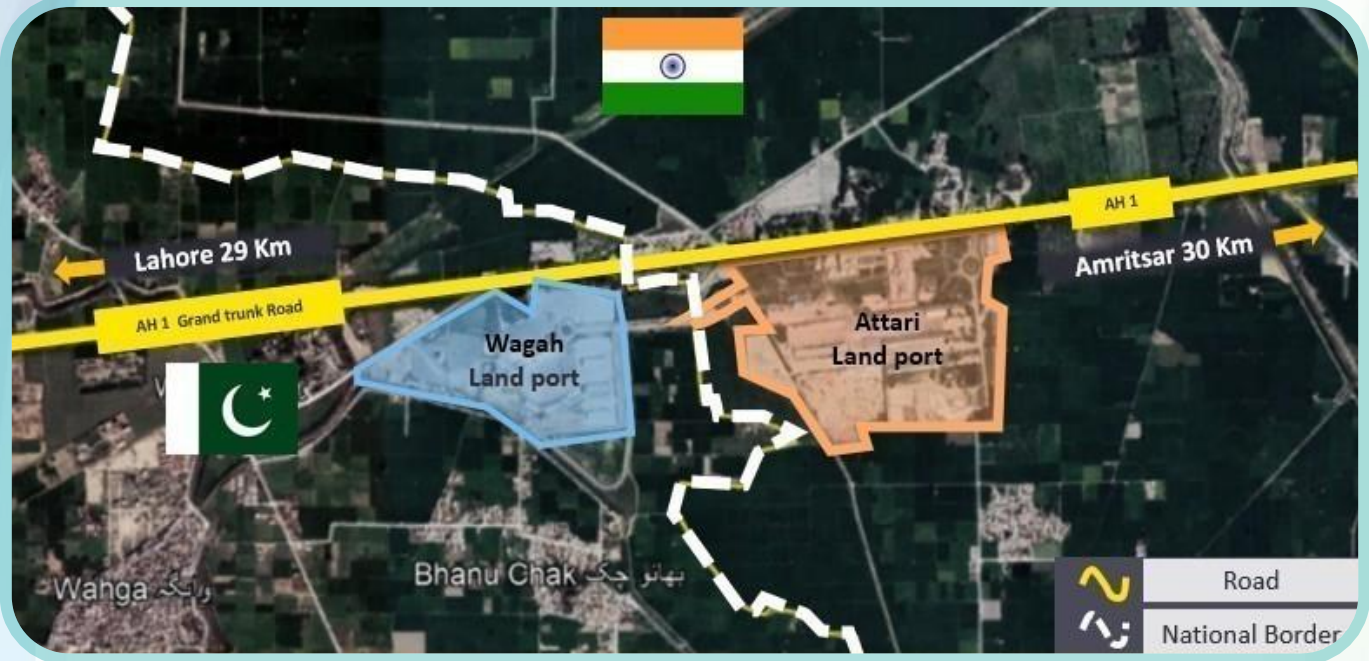 Lahore 29 Km
AH 1
Amritsar 30 Km
AH 1 Grand trunk Road
Wagah
Land port
Attari
Land port
Wahga واہگہ
Bhanu Chak بھانو چک
Road
National Border